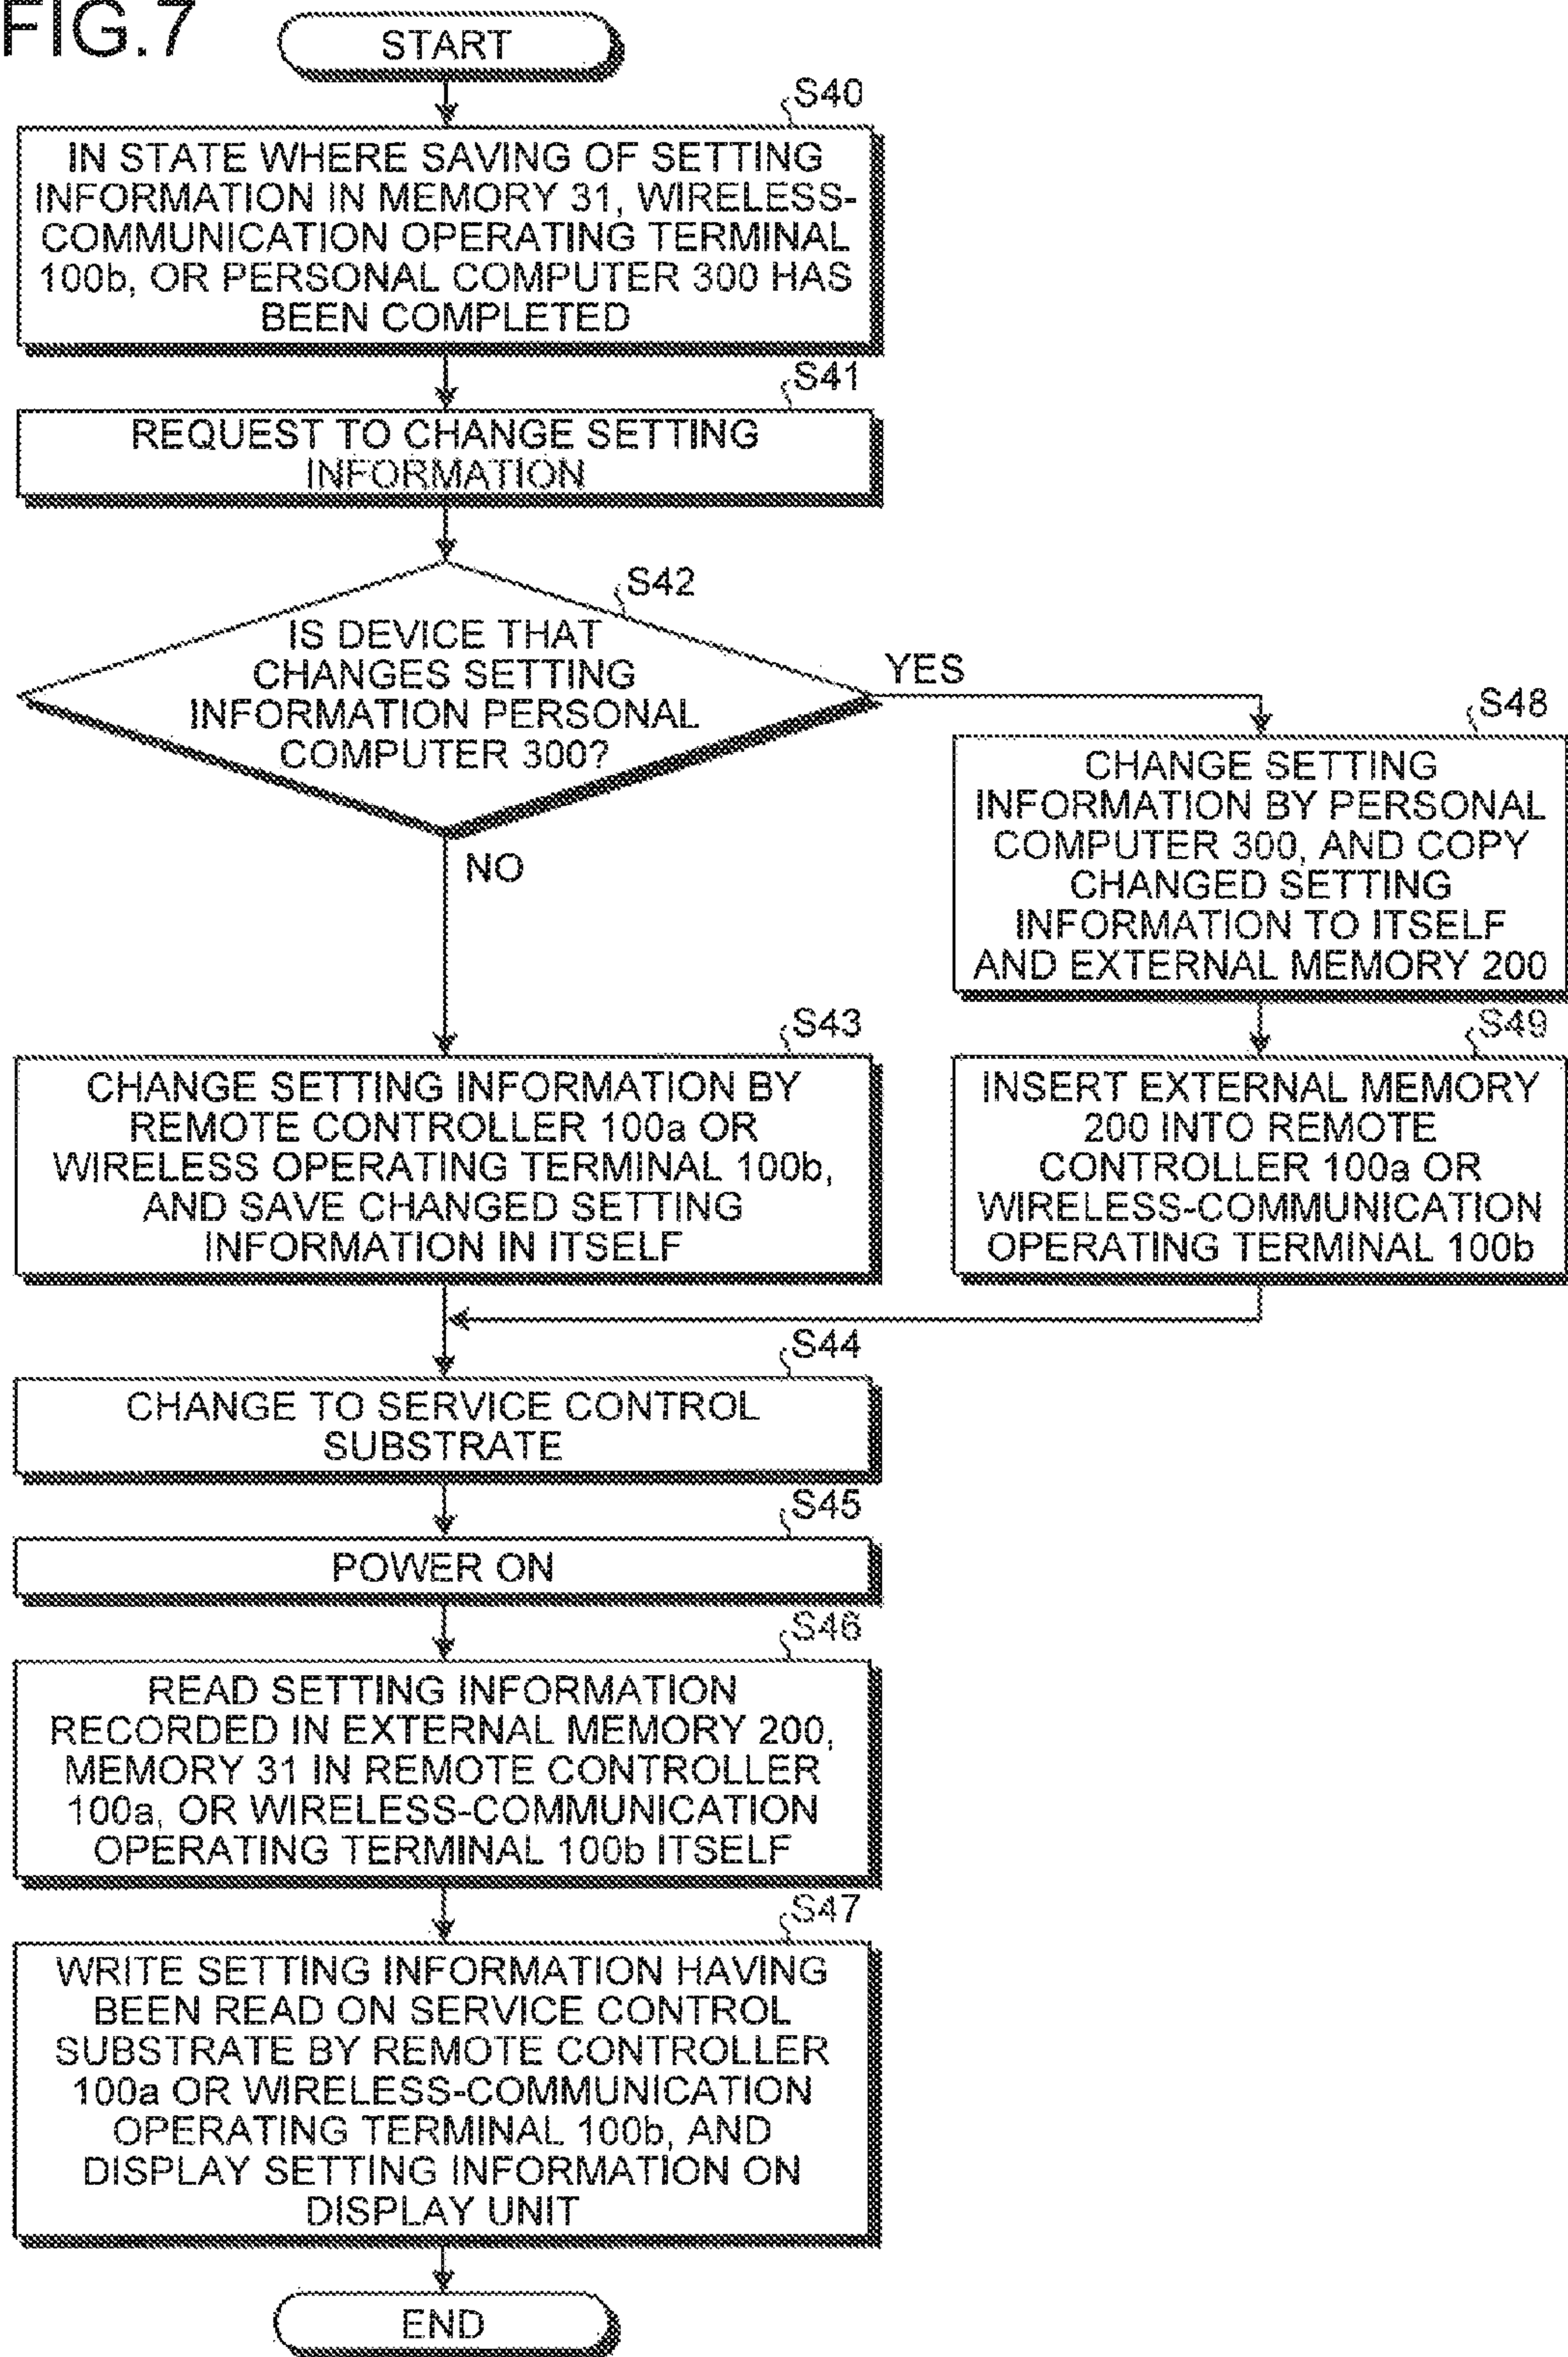 FIG.7
START
S40
IN STATE WHERE SAVING OF SETTING
INFORMATION IN MEMORY 31, WIRELESS-
COMMUNICATION OPERATING TERMINAL
100b, OR PERSONAL COMPUTER 300 HAS
BEEN COMPLETED
S41
REQUEST TO CHANGE SETTING
INFORMATION
S42
IS DEVICE THAT
CHANGES SETTING
INFORMATION PERSONAL
COMPUTER 300?
YES
NO
S48
CHANGE SETTING
INFORMATION BY PERSONAL
COMPUTER 300, AND COPY
CHANGED SETTING
INFORMATION TO ITSELF
AND EXTERNAL MEMORY 200
S43
CHANGE SETTING INFORMATION BY
REMOTE CONTROLLER 100a OR
WIRELESS OPERATING TERMINAL 100b,
AND SAVE CHANGED SETTING
INFORMATION IN ITSELF
S49
INSERT EXTERNAL MEMORY
200 INTO REMOTE
CONTROLLER 100a OR
WIRELESS-COMMUNICATION
OPERATING TERMINAL 100b
S44
CHANGE TO SERVICE CONTROL
SUBSTRATE
S45
POWER ON
S46
READ SETTING INFORMATION
RECORDED IN EXTERNAL MEMORY 200,
MEMORY 31 IN REMOTE CONTROLLER
100a, OR WIRELESS-COMMUNICATION
OPERATING TERMINAL 100b ITSELF
S47
WRITE SETTING INFORMATION HAVING
BEEN READ ON SERVICE CONTROL
SUBSTRATE BY REMOTE CONTROLLER
100a OR WIRELESS-COMMUNICATION
OPERATING TERMINAL 100b, AND
DISPLAY SETTING INFORMATION ON
DISPLAY UNIT
END